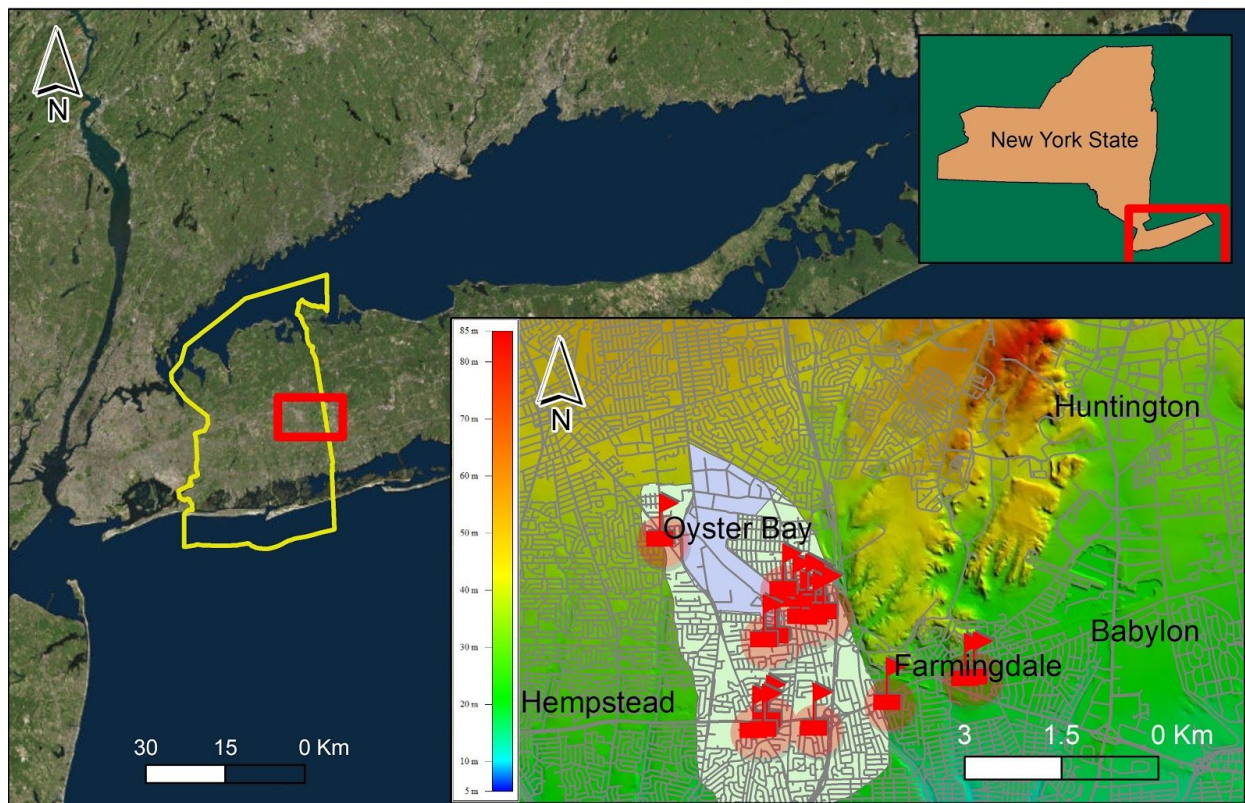 N
New York State
85 m
80 m
70 m
60 m
50 m
40 m
30 m
20 m
10 m
5 m
N
Huntington
Oyster Bay
Babylon
Farmingdale
Hempstead
30 15 0 Km
3 1.5 0 Km